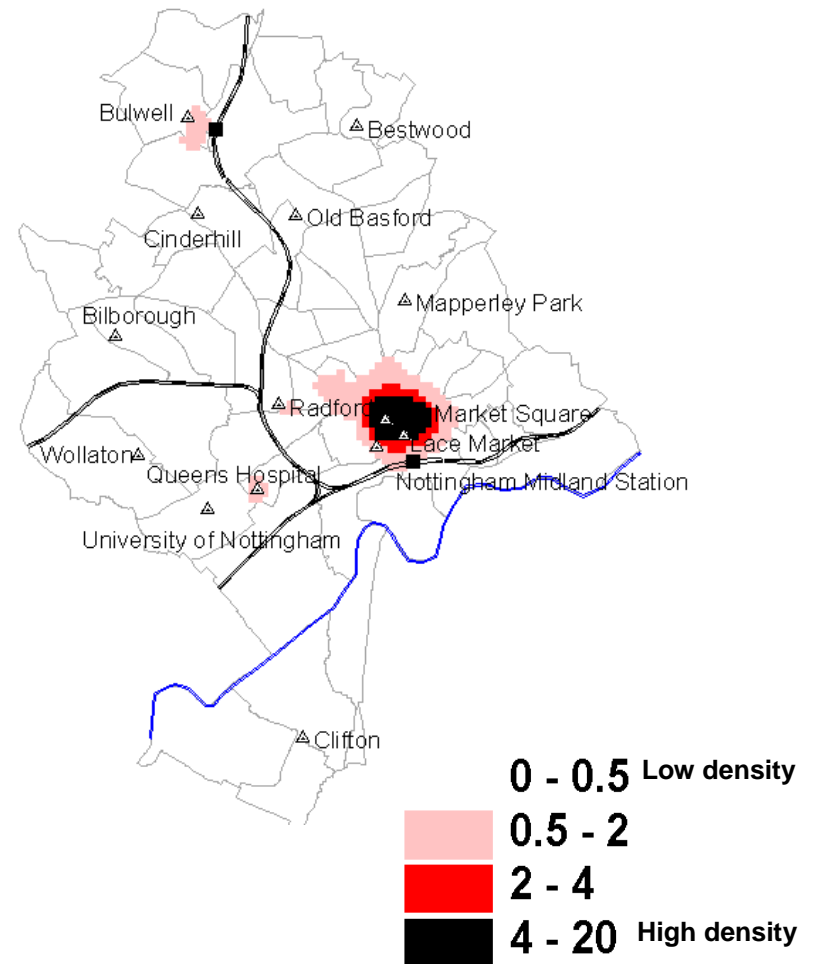 Bulwell
Bestwood
Old Basford
Cinderhill
Mapperley Park
Bilborough
Radford
Market Square
Lace Market
Wollaton
Queens Hospital
Nottingham Midland Station
University of Nottingham
Clifton
0 - 0.5 Low density
0.5 - 2
2 - 4
4 - 20 High density